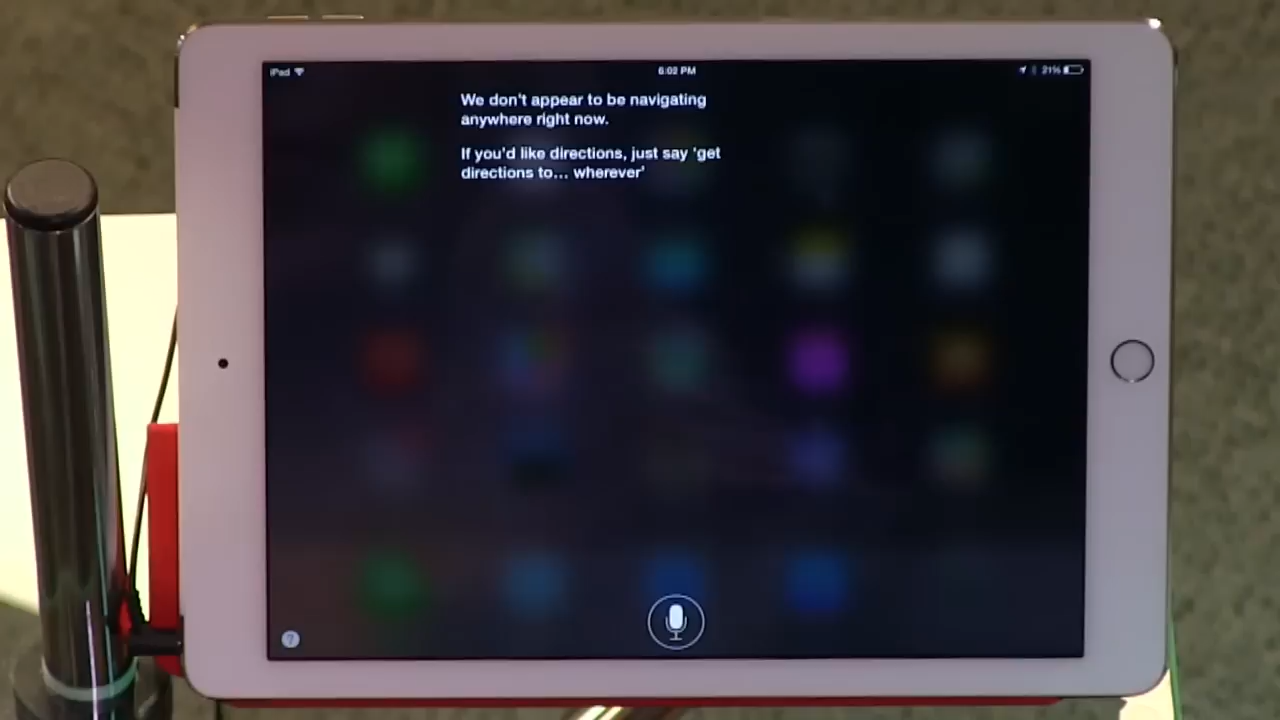 iPad
6:02 PM
21%
We don't appear to be navigating
anywhere right now.
If you'd like directions, just say 'get
directions to... wherever'
?